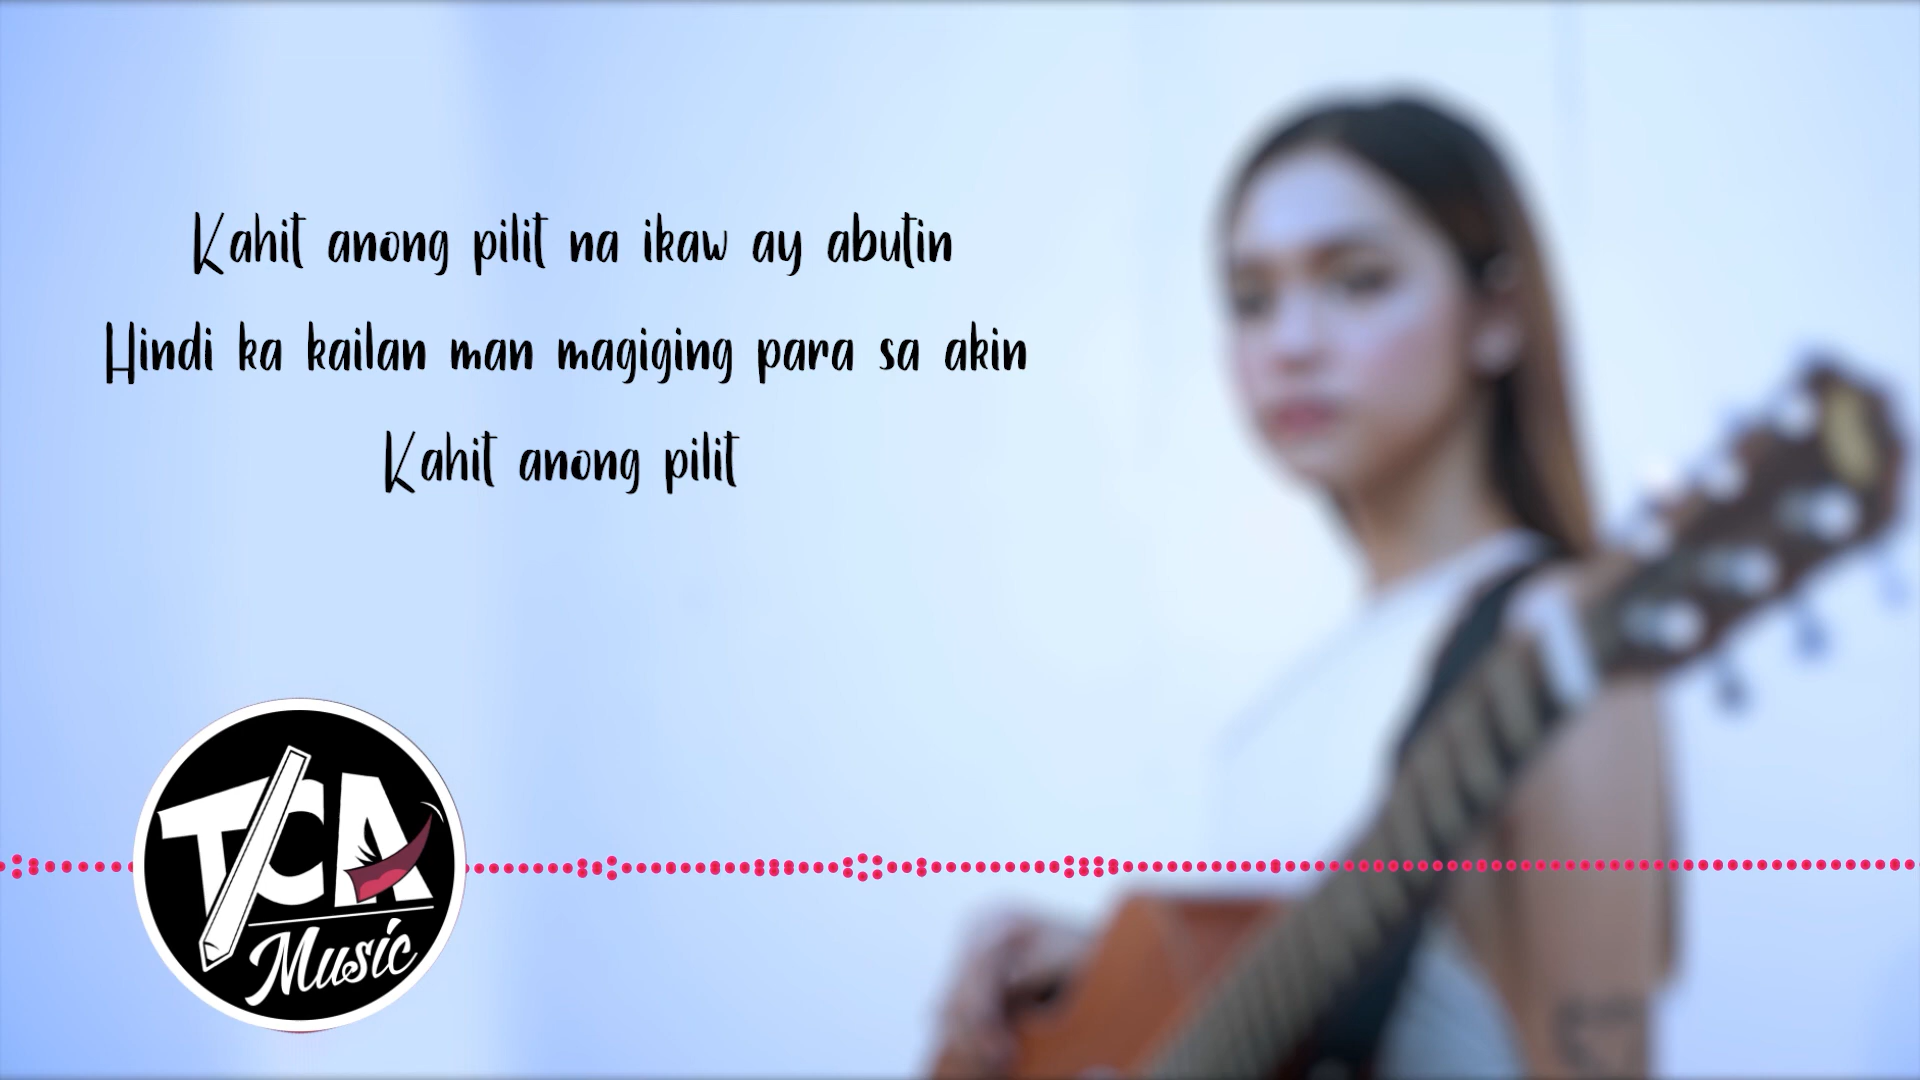 Kahit anong pilit na ikaw ay abutin
Hindi ka kailan man magiging para sa akin
Kahit anong pilit
TCA
Music